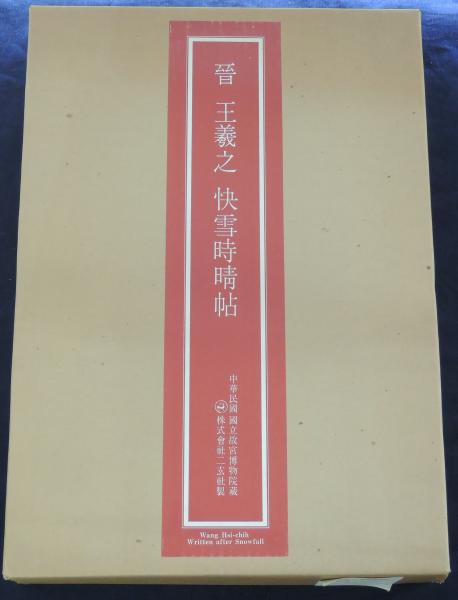 晉 王羲之 快雪時晴帖
中華民國國立故宮博物院藏
株式會社二玄社製
Wang Hsi-chih
Written after Snowfall